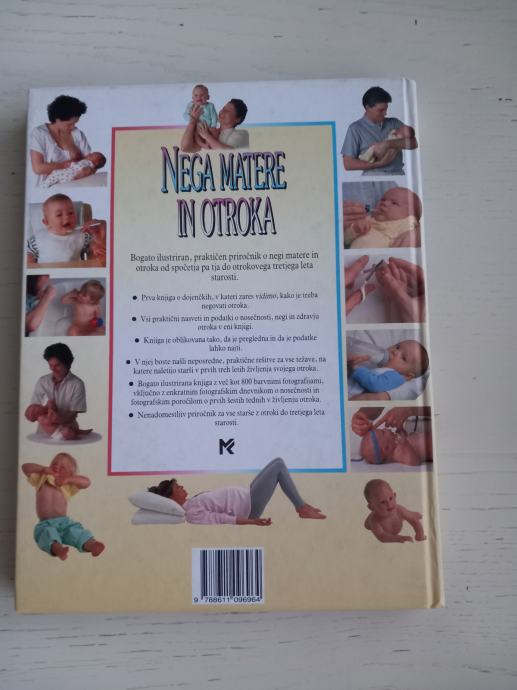 NEGA MATERE
IN OTROKA
Bogato ilustriran, praktičen priročnik o negi matere in
otroka od spočetja pa tja do otrokovega tretjega leta
starosti.
• Prva knjiga o dojenčkih, v kateri zares vidimo, kako je treba
negovati otroka.
• Vsi praktični nasveti in podatki o nosečnosti, negi in zdravju
otroka v eni knjigi.
• Knjiga je oblikovana tako, da je pregledna in da je podatke
lahko najti.
• V njej boste našli neposredne, praktične rešitve za vse težave, na
katere naletijo starši v prvih treh letih življenja svojega otroka.
• Bogato ilustrirana knjiga z več kot 800 barvnimi fotografijami,
vključno z enkratnim fotografskim dnevnikom o nosečnosti in
fotografskim poročilom o prvih šestih tednih v življenju otroka.
• Nenadomestljiv priročnik za vse starše z otroki do tretjega leta
starosti.
MK
9 788611 096964